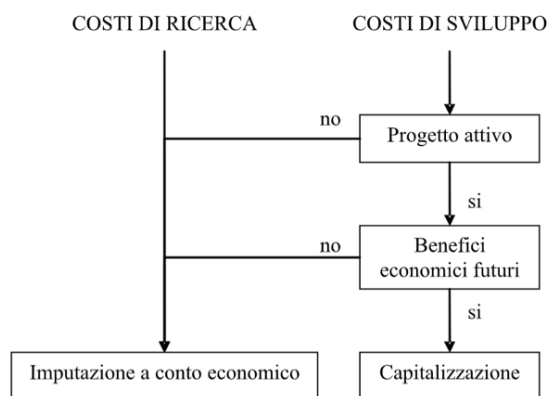 COSTI DI RICERCA
COSTI DI SVILUPPO
no
Progetto attivo
si
no
Benefici
economici futuri
si
Imputazione a conto economico
Capitalizzazione